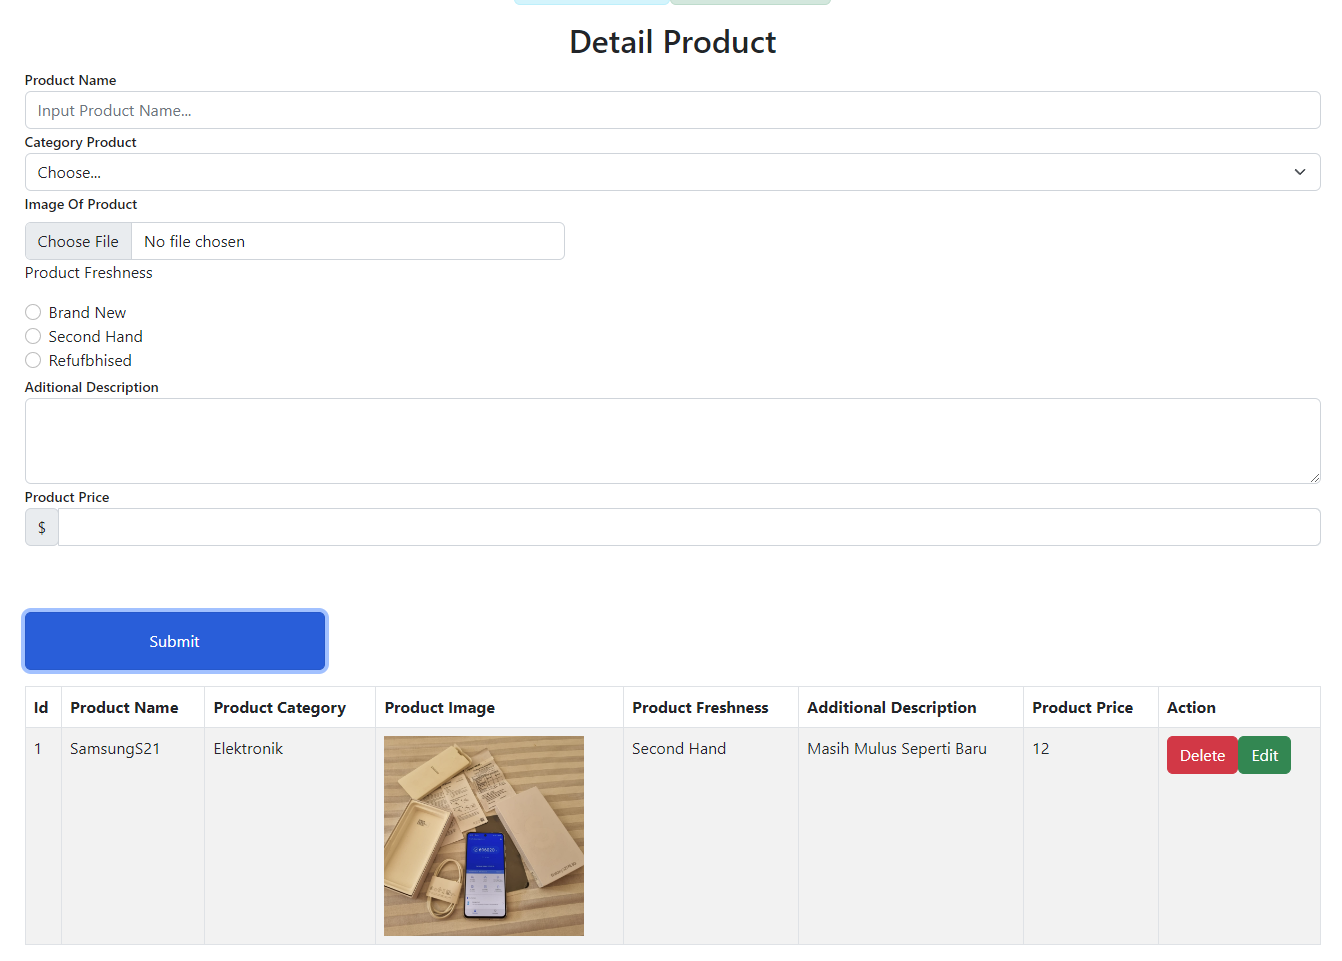 Detail Product
Product Name
Input Product Name...
Category Product
Choose...
Image Of Product
Choose File No file chosen
Product Freshness
Brand New
Second Hand
Refufbhised
Aditional Description
Product Price
$
Submit
Id Product Name Product Category Product Image Product Freshness Additional Description Product Price Action
1 SamsungS21 Elektronik Second Hand Masih Mulus Seperti Baru 12 Delete Edit